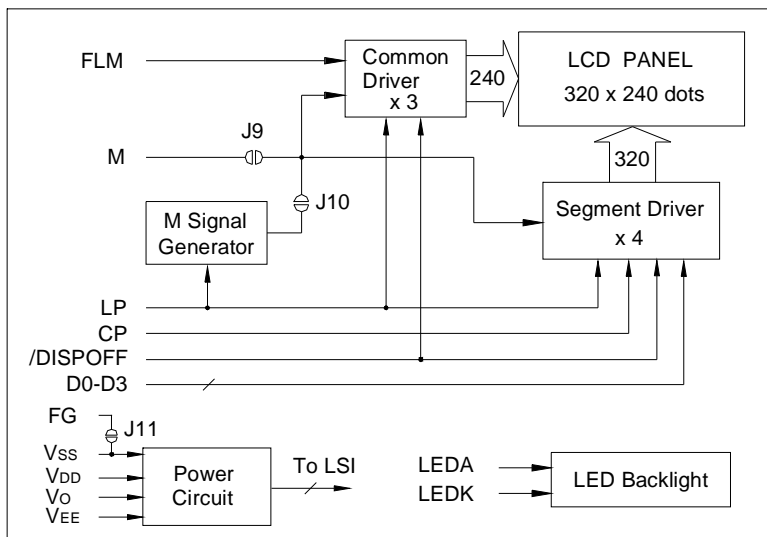 FLM
Common
Driver
x 3
240
LCD PANEL
320 x 240 dots
J9
M
320
J10
M Signal
Generator
Segment Driver
x 4
LP
CP
/DISPOFF
D0-D3
FG
J11
VSS
VDD
VO
VEE
Power
Circuit
To LSI
LEDA
LEDK
LED Backlight